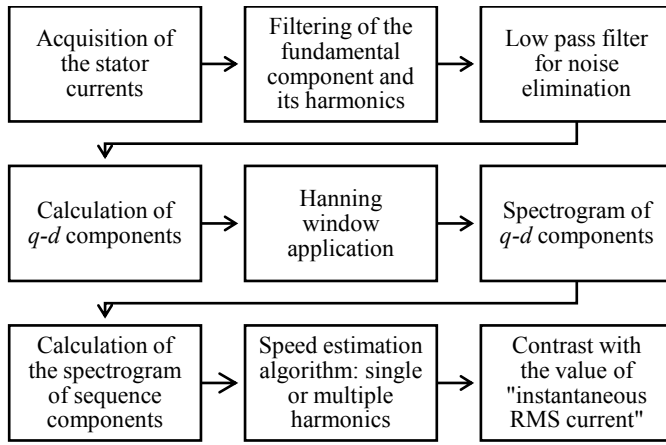 Acquisition of
the stator
currents
Filtering of the
fundamental
component and
its harmonics
Low pass filter
for noise
elimination
Calculation of
q-d components
Hanning
window
application
Spectrogram of
q-d components
Calculation of
the spectrogram
of sequence
components
Speed estimation
algorithm: single
or multiple
harmonics
Contrast with
the value of
"instantaneous
RMS current"